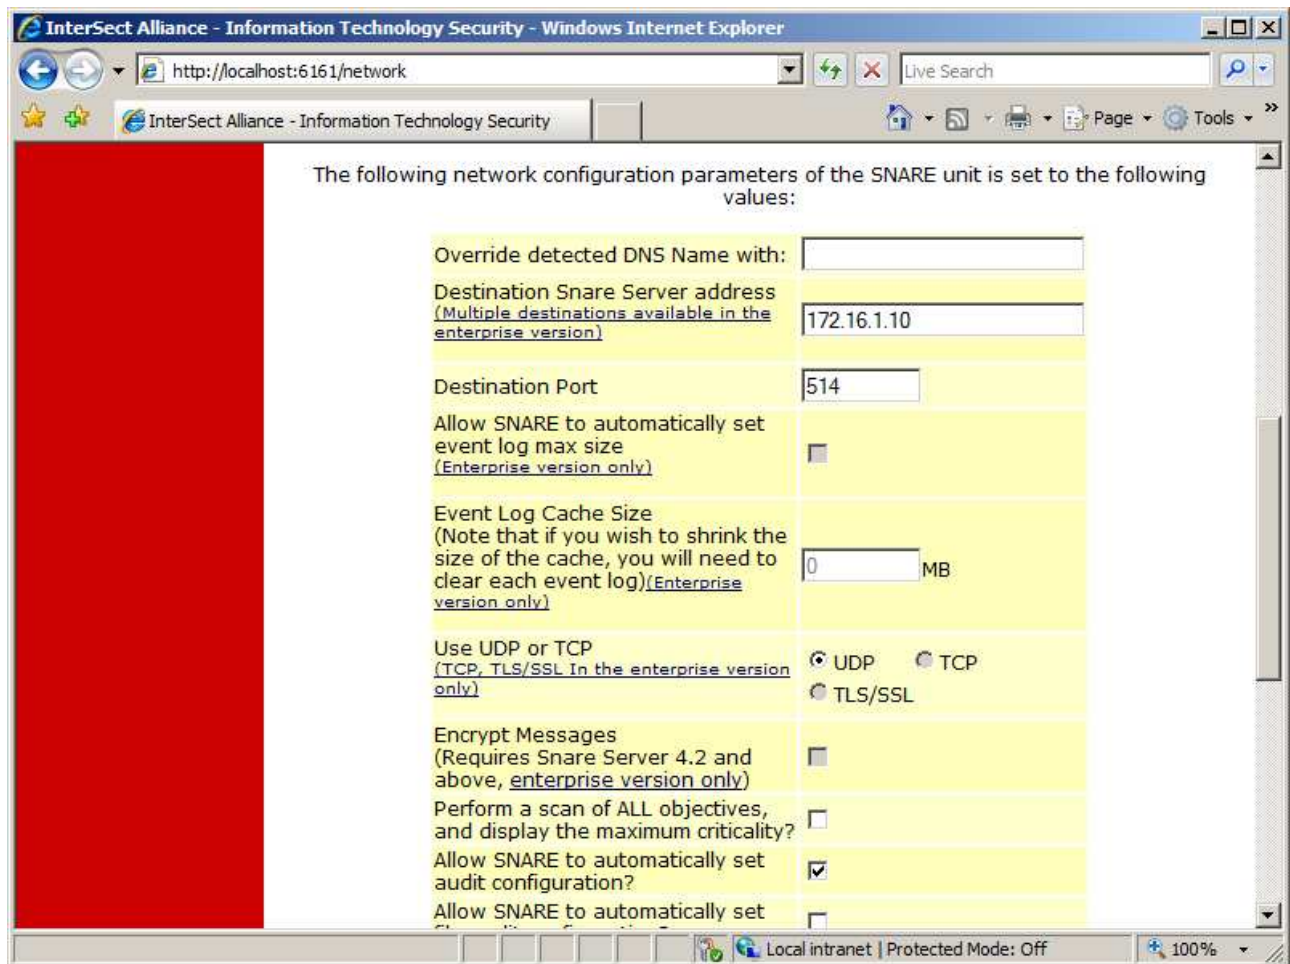 InterSect Alliance - Information Technology Security - Windows Internet Explorer
http://localhost:6161/network
Live Search
InterSect Alliance - Information Technology Security
Page
Tools
The following network configuration parameters of the SNARE unit is set to the following
values:
Override detected DNS Name with:
Destination Snare Server address
(Multiple destinations available in the
enterprise version)
172.16.1.10
Destination Port
514
Allow SNARE to automatically set
event log max size
(Enterprise version only)
Event Log Cache Size
(Note that if you wish to shrink the
size of the cache, you will need to
clear each event log)(Enterprise
version only)
0 MB
Use UDP or TCP
(TCP, TLS/SSL In the enterprise version
only)
UDP TCP
TLS/SSL
Encrypt Messages
(Requires Snare Server 4.2 and
above, enterprise version only)
Perform a scan of ALL objectives,
and display the maximum criticality?
Allow SNARE to automatically set
audit configuration?
Allow SNARE to automatically set
Local intranet | Protected Mode: Off
100%